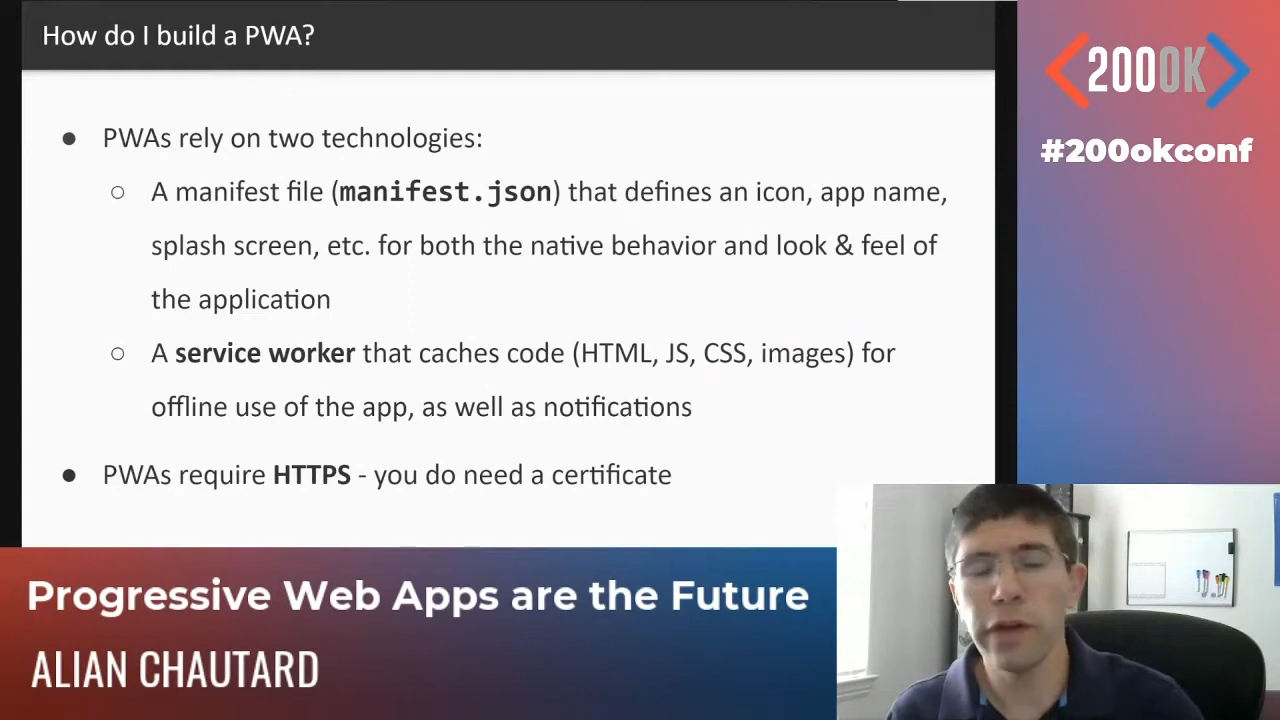 How do I build a PWA?
● PWAs rely on two technologies:
○ A manifest file (manifest.json) that defines an icon, app name,
splash screen, etc. for both the native behavior and look & feel of
the application
○ A service worker that caches code (HTML, JS, CSS, images) for
offline use of the app, as well as notifications
● PWAs require HTTPS - you do need a certificate
<200OK>
#200okconf
Progressive Web Apps are the Future
ALIAN CHAUTARD